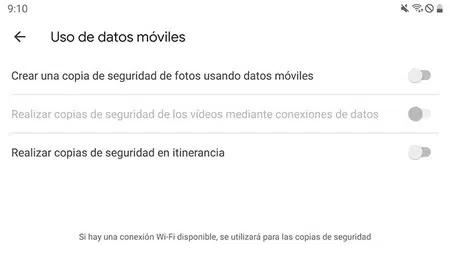 9:10
Uso de datos móviles
Crear una copia de seguridad de fotos usando datos móviles
Realizar copias de seguridad de los vídeos mediante conexiones de datos
Realizar copias de seguridad en itinerancia
Si hay una conexión Wi-Fi disponible, se utilizará para las copias de seguridad